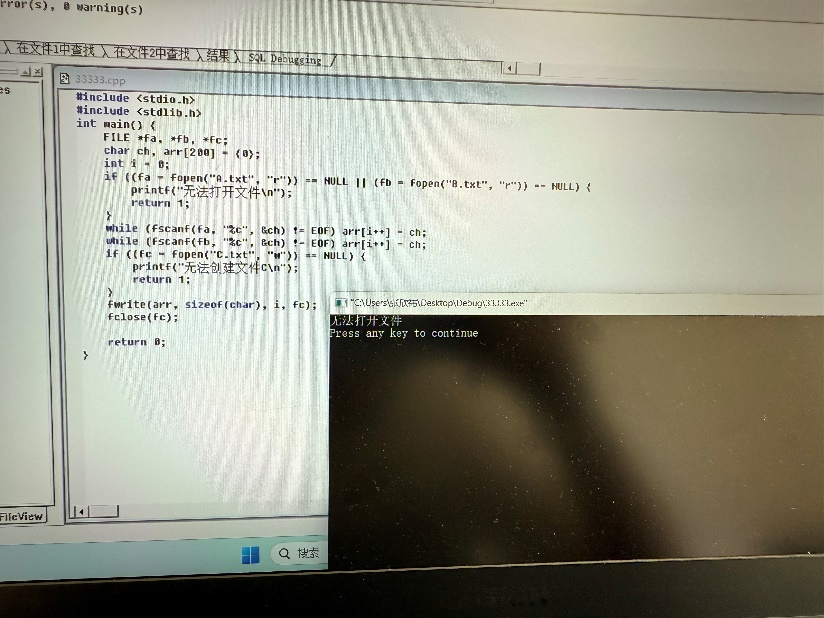 rror(s), 0 warning(s)
在文件1中查找 在文件2中查找 结果 SQL Debugging
es
33333.cpp
#include <stdio.h>
#include <stdlib.h>
int main() {
FILE *fa, *fb, *fc;
char ch, arr[200] = {0};
int i = 0;
if ((fa = fopen("A.txt", "r")) == NULL || (fb = fopen("B.txt", "r")) == NULL) {
printf("无法打开文件\n");
return 1;
}
while (fscanf(fa, "%c", &ch) != EOF) arr[i++] = ch;
while (fscanf(fb, "%c", &ch) != EOF) arr[i++] = ch;
if ((fc = fopen("C.txt", "w")) == NULL) {
printf("无法创建文件C\n");
return 1;
}
fwrite(arr, sizeof(char), i, fc);
fclose(fc);
return 0;
}
\Desktop\Debug\33333.exe"
无法打开文件
Press any key to continue
FileView
搜索